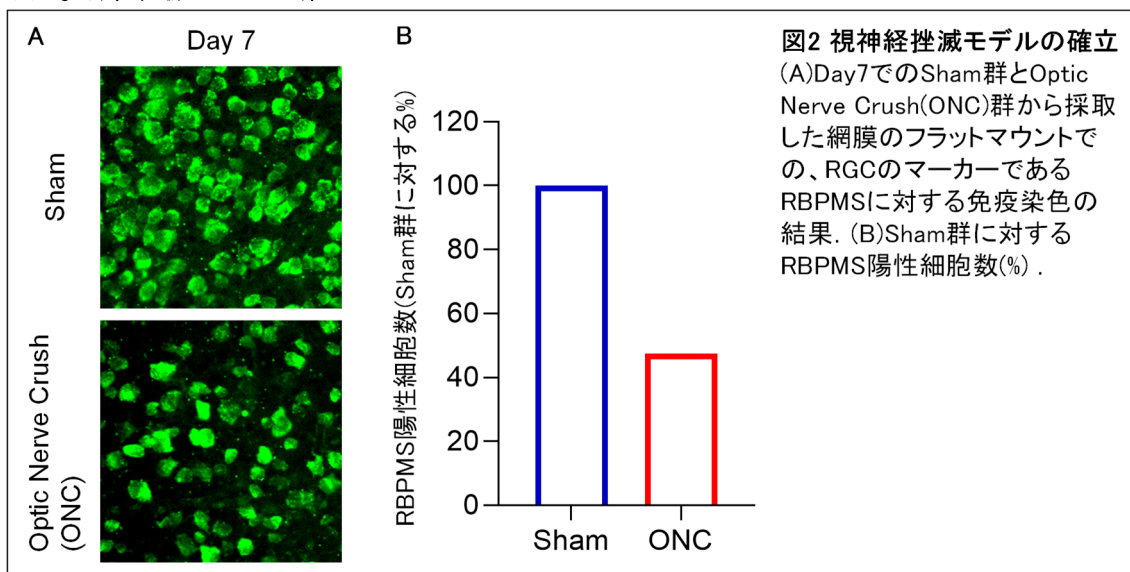 A
Day 7
Sham
Optic Nerve Crush
(ONC)
B
RBPMS陽性細胞数(Sham群に対する%)
120
100
80
60
40
20
0
Sham
ONC
図2 視神経挫滅モデルの確立
(A)Day7でのSham群とOptic
Nerve Crush(ONC)群から採取
した網膜のフラットマウントで
の、RGCのマーカーである
RBPMSに対する免疫染色の
結果. (B)Sham群に対する
RBPMS陽性細胞数(%) .